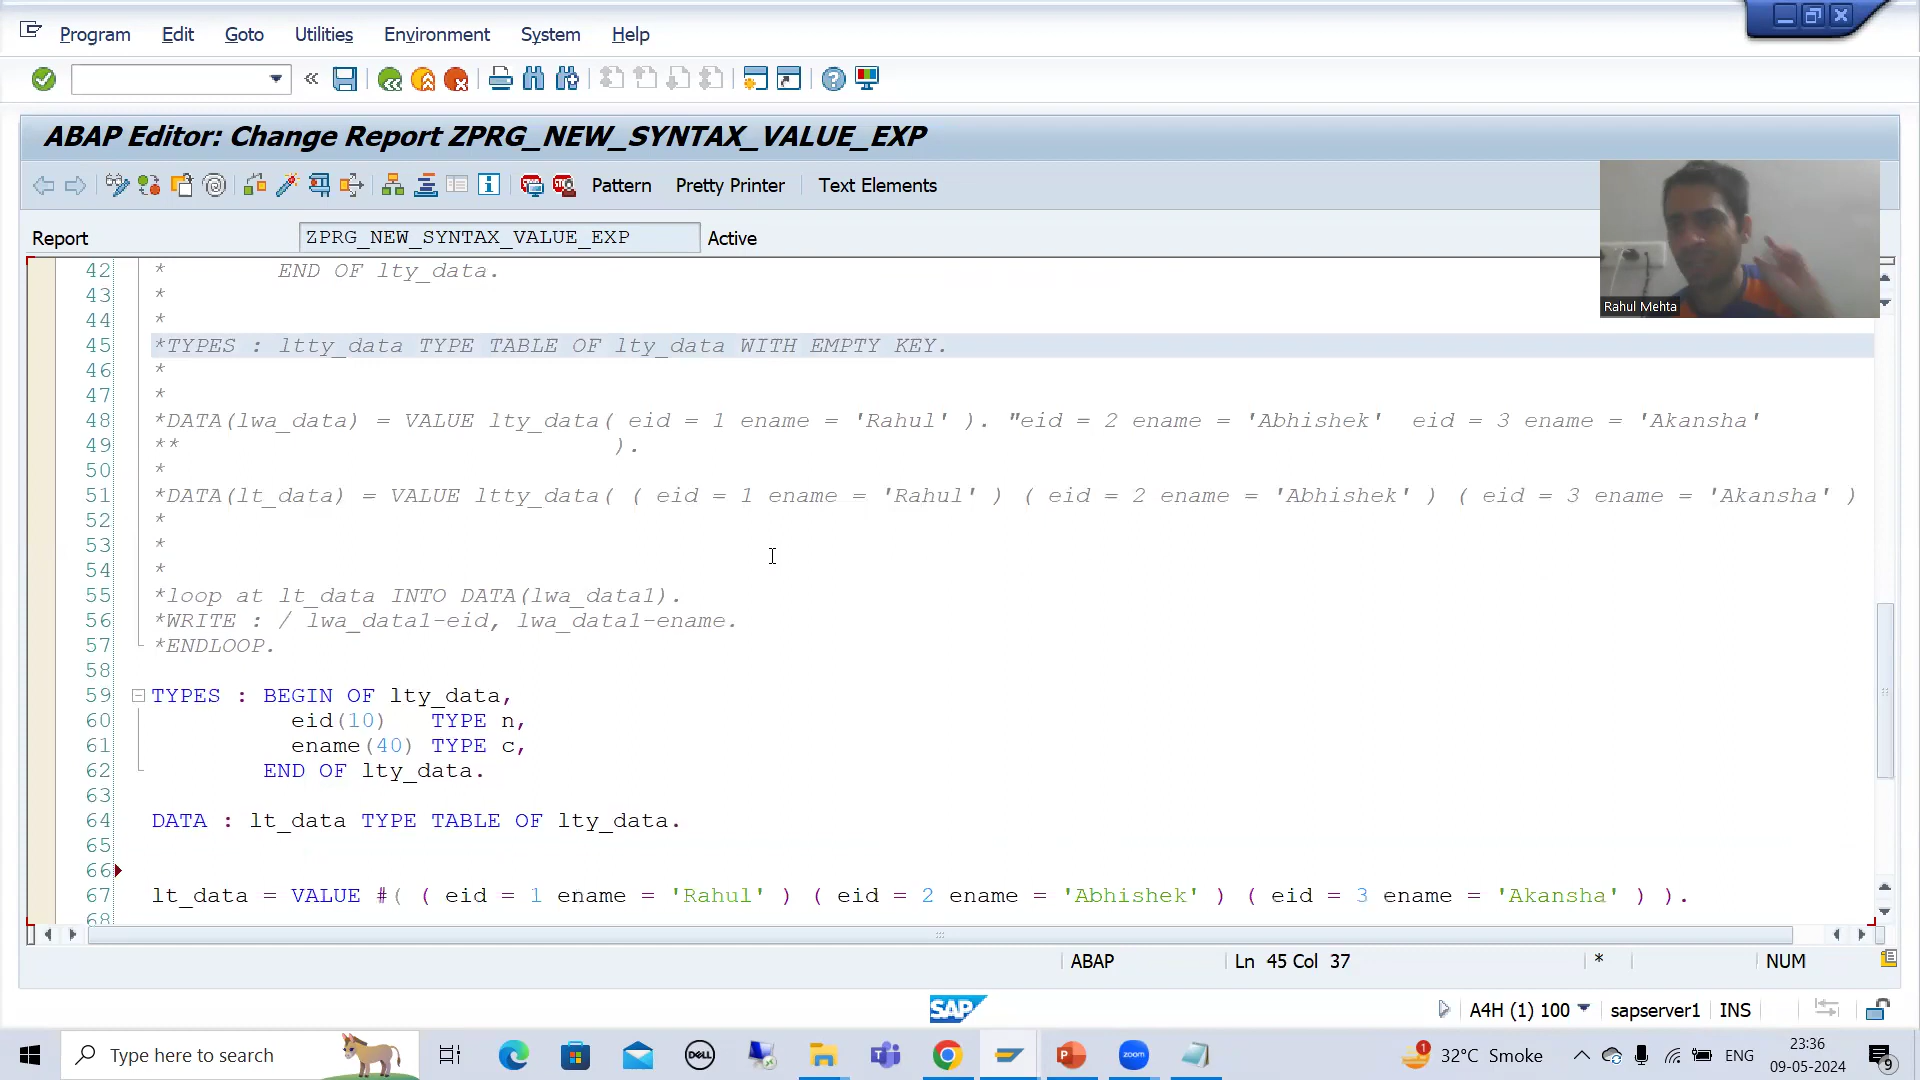 Program Edit Goto Utilities Environment System Help
ABAP Editor: Change Report ZPRG_NEW_SYNTAX_VALUE_EXP
Pattern Pretty Printer Text Elements
Report ZPRG_NEW_SYNTAX_VALUE_EXP Active
Rahul Mehta
42 * END OF lty_data.
43 *
44 *
45 *TYPES : ltty_data TYPE TABLE OF lty_data WITH EMPTY KEY.
46 *
47 *
48 *DATA(lwa_data) = VALUE lty_data( eid = 1 ename = 'Rahul' ). "eid = 2 ename = 'Abhishek' eid = 3 ename = 'Akansha'
49 ** ).
50 *
51 *DATA(lt_data) = VALUE ltty_data( ( eid = 1 ename = 'Rahul' ) ( eid = 2 ename = 'Abhishek' ) ( eid = 3 ename = 'Akansha' )
52 *
53 *
54 *
55 *loop at lt_data INTO DATA(lwa_data1).
56 *WRITE : / lwa_data1-eid, lwa_data1-ename.
57 *ENDLOOP.
58
59 TYPES : BEGIN OF lty_data,
60 eid(10) TYPE n,
61 ename(40) TYPE c,
62 END OF lty_data.
63
64 DATA : lt_data TYPE TABLE OF lty_data.
65
66
67 lt_data = VALUE #( ( eid = 1 ename = 'Rahul' ) ( eid = 2 ename = 'Abhishek' ) ( eid = 3 ename = 'Akansha' ) ).
68
ABAP Ln 45 Col 37 * NUM
SAP A4H (1) 100 sapserver1 INS
Type here to search DELL zoom 1 32°C Smoke ENG 23:36
09-05-2024 9